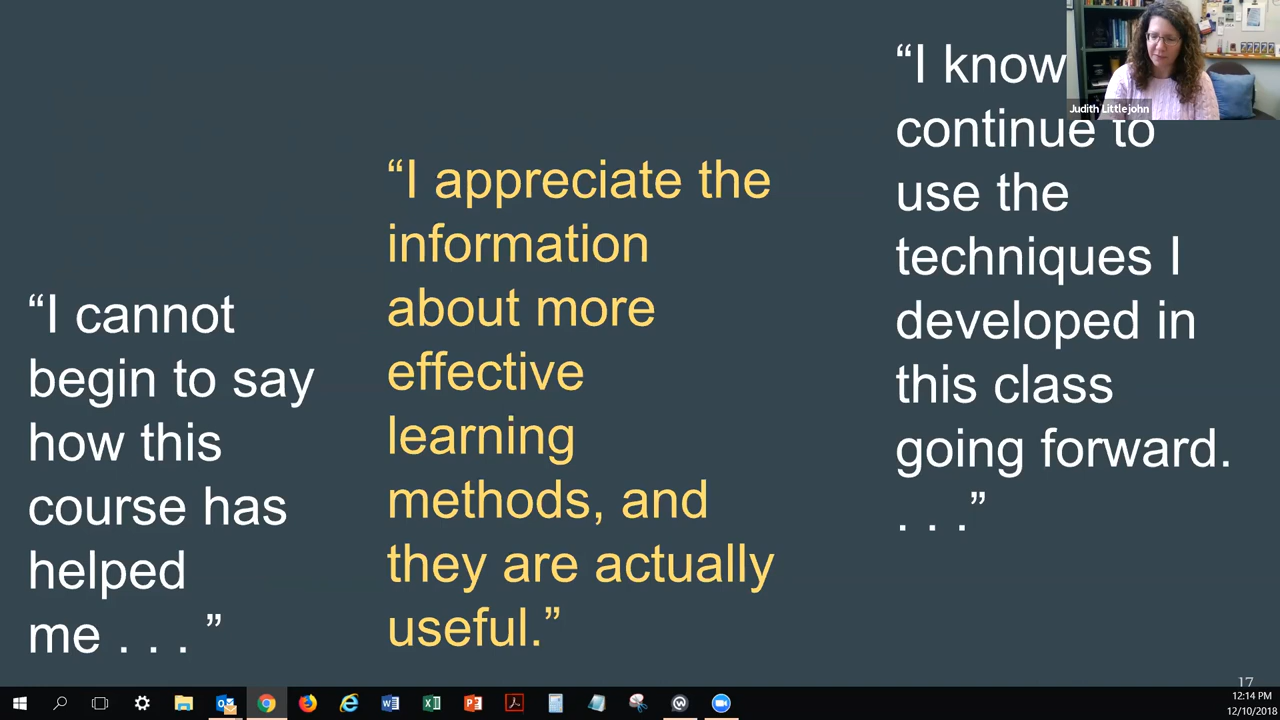 “I cannot
begin to say
how this
course has
helped
me . . . ”
“I appreciate the
information
about more
effective
learning
methods, and
they are actually
useful.”
“I know
continue to
use the
techniques I
developed in
this class
going forward.
. . .”
Judith Littlejohn
17
12:14 PM
12/10/2018